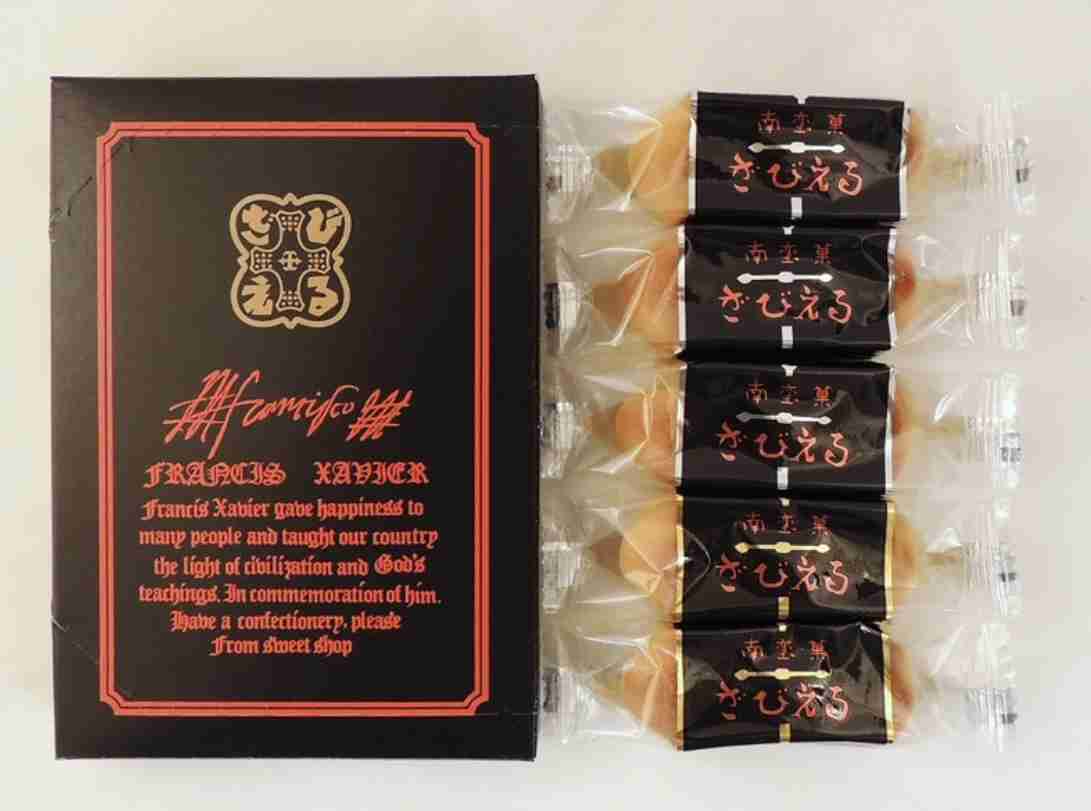 ざび
える
Francisco
FRANCIS XAVIER
Francis Xavier gave happiness to
many people and taught our country
the light of civilization and God's
teachings. In commemoration of him.
Have a confectionery, please
From sweet shop
南蛮菓
ざびえる
南蛮菓
ざびえる
南蛮菓
ざびえる
南蛮菓
ざびえる
南蛮菓
ざびえる